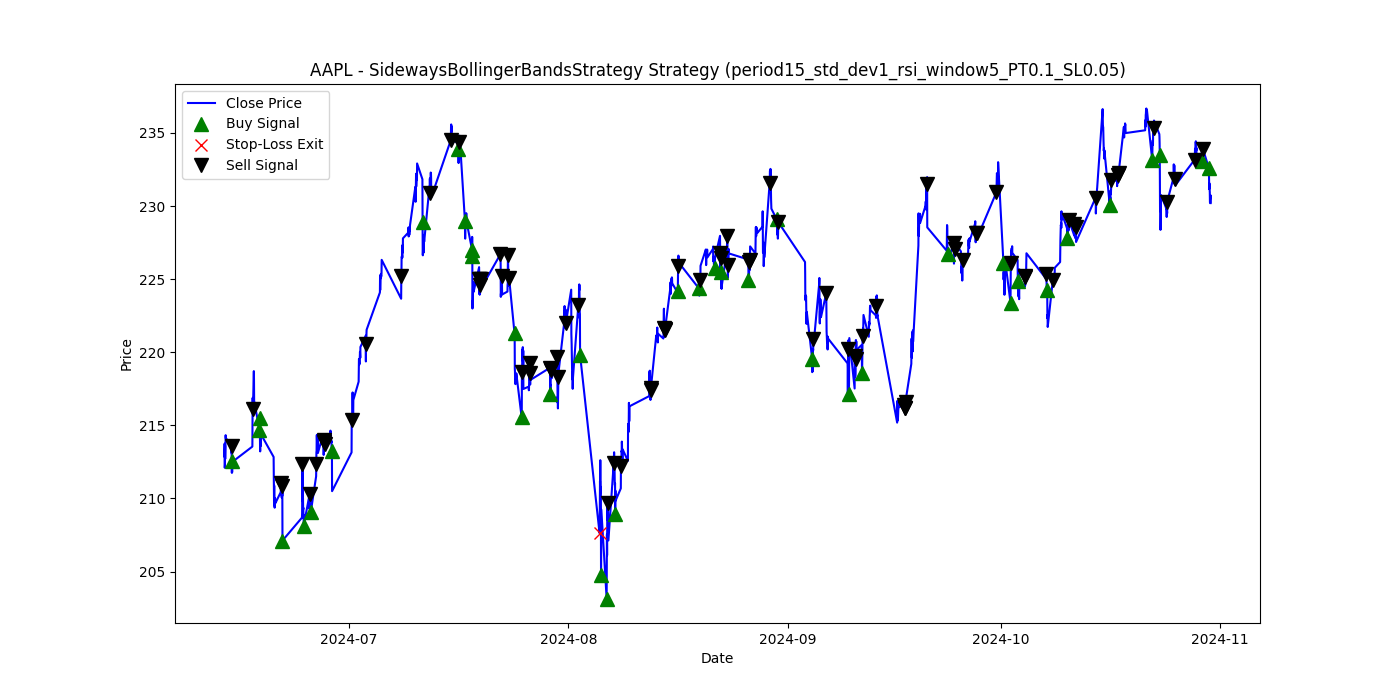 AAPL - SidewaysBollingerBandsStrategy Strategy (period15_std_dev1_rsi_window5_PT0.1_SL0.05)
Close Price
Buy Signal
Stop-Loss Exit
Sell Signal
235
230
225
220
215
210
205
Price
2024-07
2024-08
2024-09
2024-10
2024-11
Date